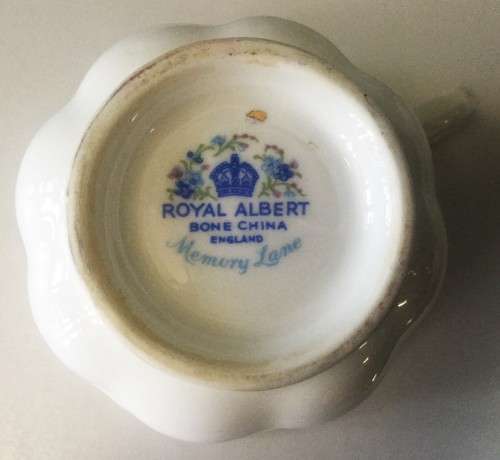 ROYAL ALBERT
BONE CHINA
ENGLAND
Memory Lane